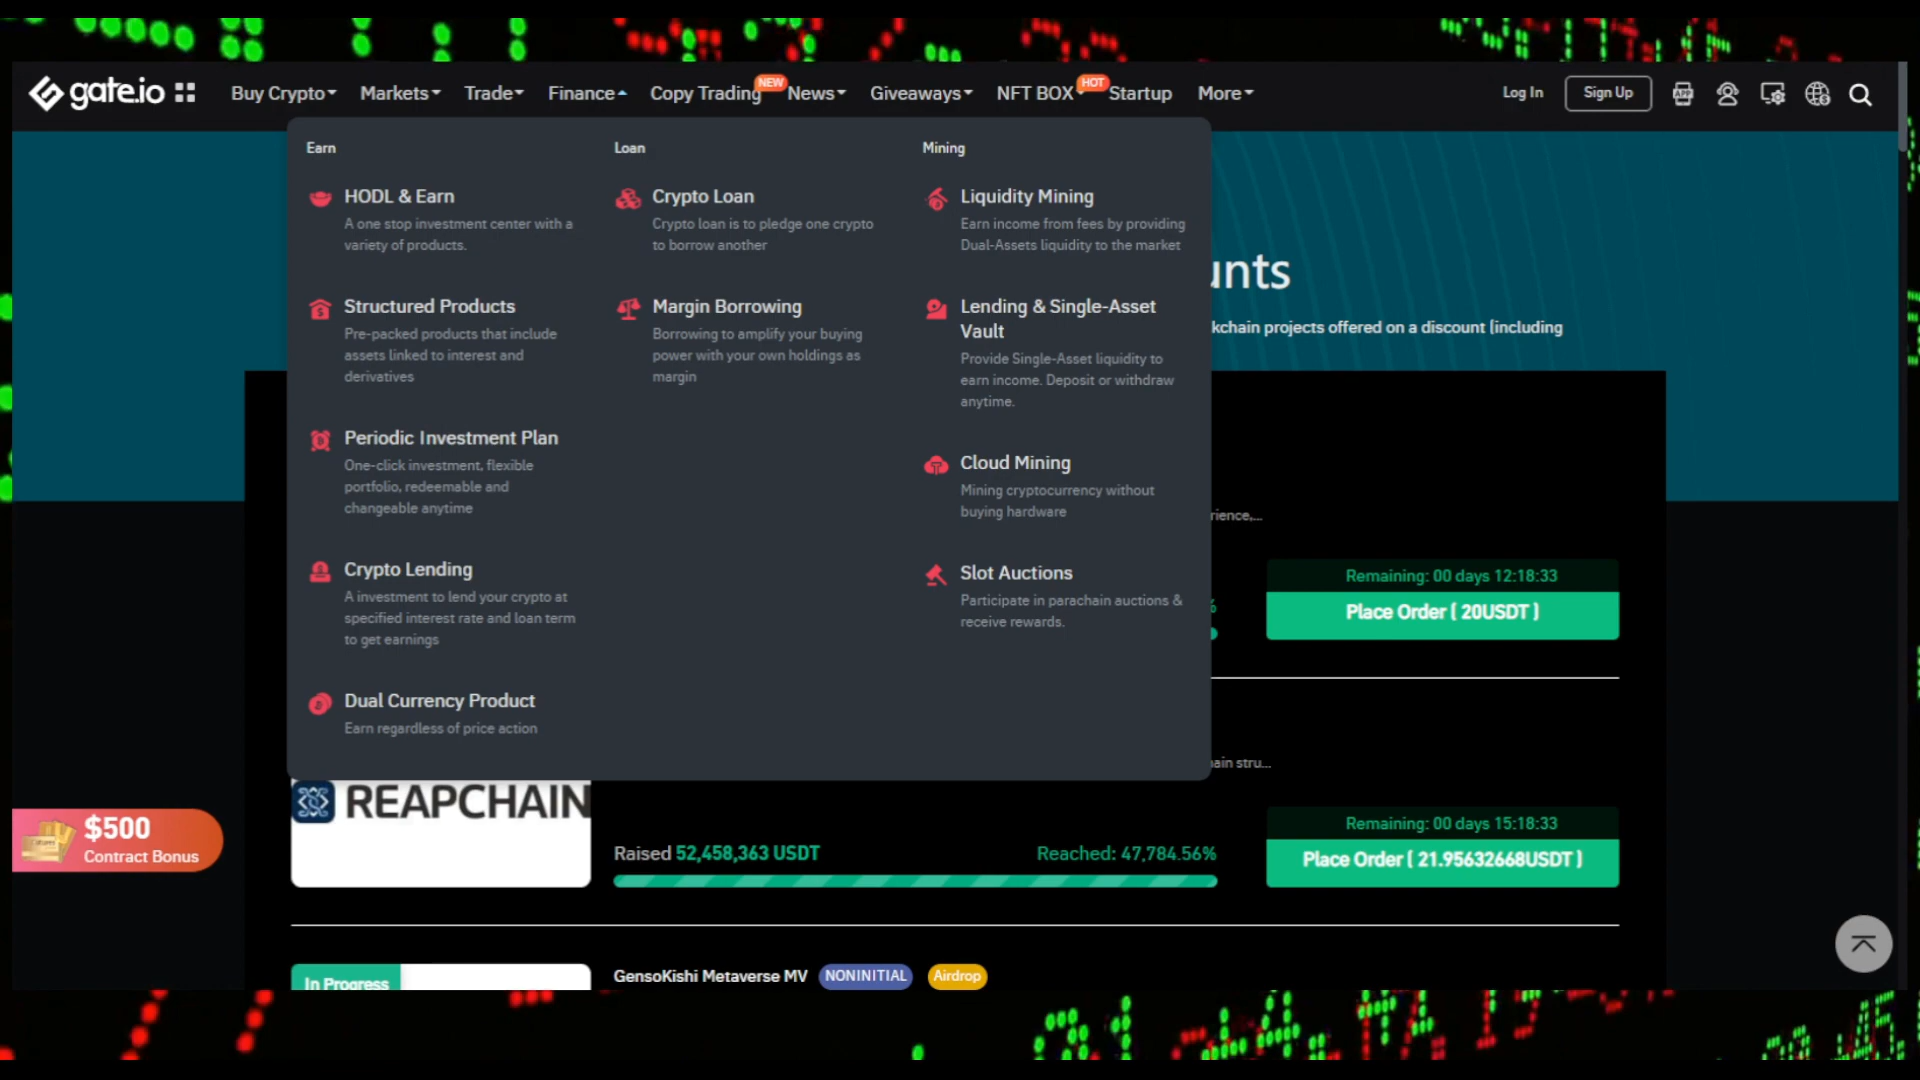 gate.io
Buy Crypto Markets Trade Finance Copy Trading NEW News Giveaways NFT BOX HOT Startup More
Log In Sign Up
Earn
HODL & Earn
A one stop investment center with a
variety of products.
Structured Products
Pre-packed products that include
assets linked to interest and
derivatives
Periodic Investment Plan
One-click investment, flexible
portfolio, redeemable and
changeable anytime
Crypto Lending
A investment to lend your crypto at
specified interest rate and loan term
to get earnings
Dual Currency Product
Earn regardless of price action
Loan
Crypto Loan
Crypto loan is to pledge one crypto
to borrow another
Margin Borrowing
Borrowing to amplify your buying
power with your own holdings as
margin
Mining
Liquidity Mining
Earn income from fees by providing
Dual-Assets liquidity to the market
Lending & Single-Asset
Vault
Provide Single-Asset liquidity to
earn income. Deposit or withdraw
anytime.
Cloud Mining
Mining cryptocurrency without
buying hardware
Slot Auctions
Participate in parachain auctions &
receive rewards.
unts
kchain projects offered on a discount (including
rience,...
%
Remaining: 00 days 12:18:33
Place Order ( 20USDT )
ain stru...
REAPCHAIN
Raised 52,458,363 USDT
Reached: 47,784.56%
Remaining: 00 days 15:18:33
Place Order ( 21.95632668USDT )
$500
Contract Bonus
In Progress
GensoKishi Metaverse MV NONINITIAL Airdrop